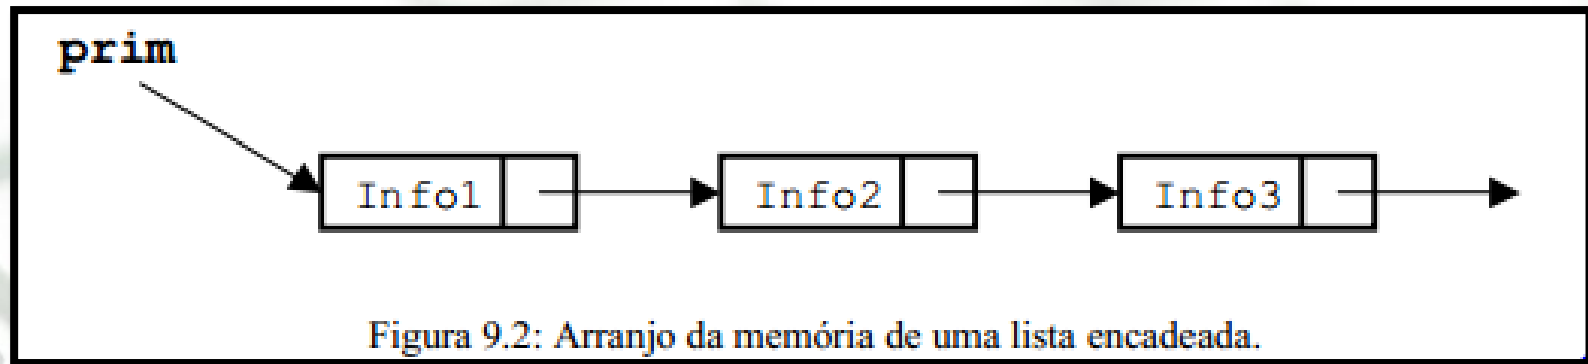 prim
Info1 Info2 Info3
Figura 9.2: Arranjo da memória de uma lista encadeada.